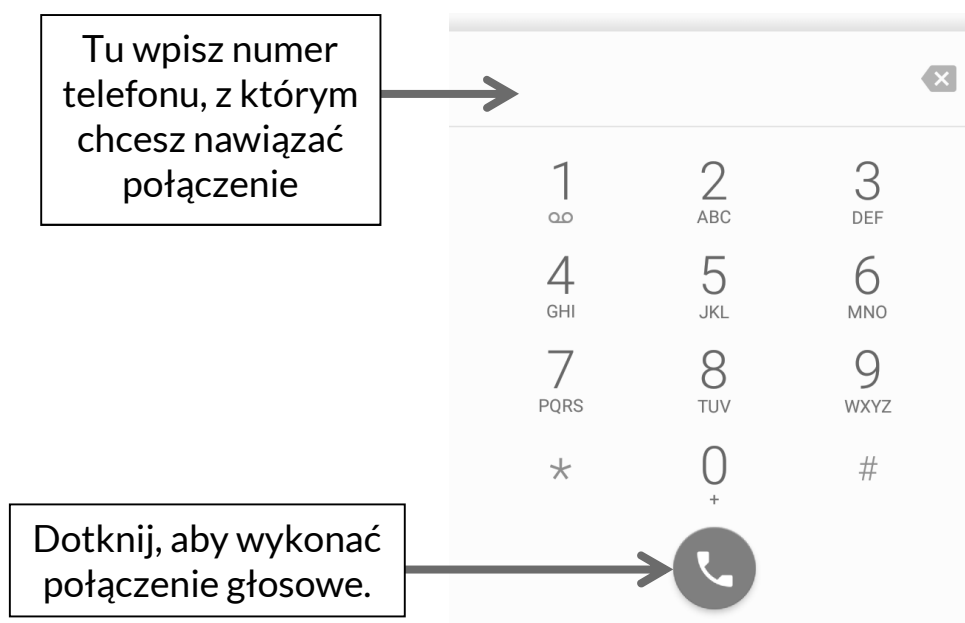 Tu wpisz numer
telefonu, z którym
chcesz nawiązać
połączenie
1 2 3
ABC DEF
4 5 6
GHI JKL MNO
7 8 9
PQRS TUV WXYZ
* 0 #
+
Dotknij, aby wykonać
połączenie głosowe.